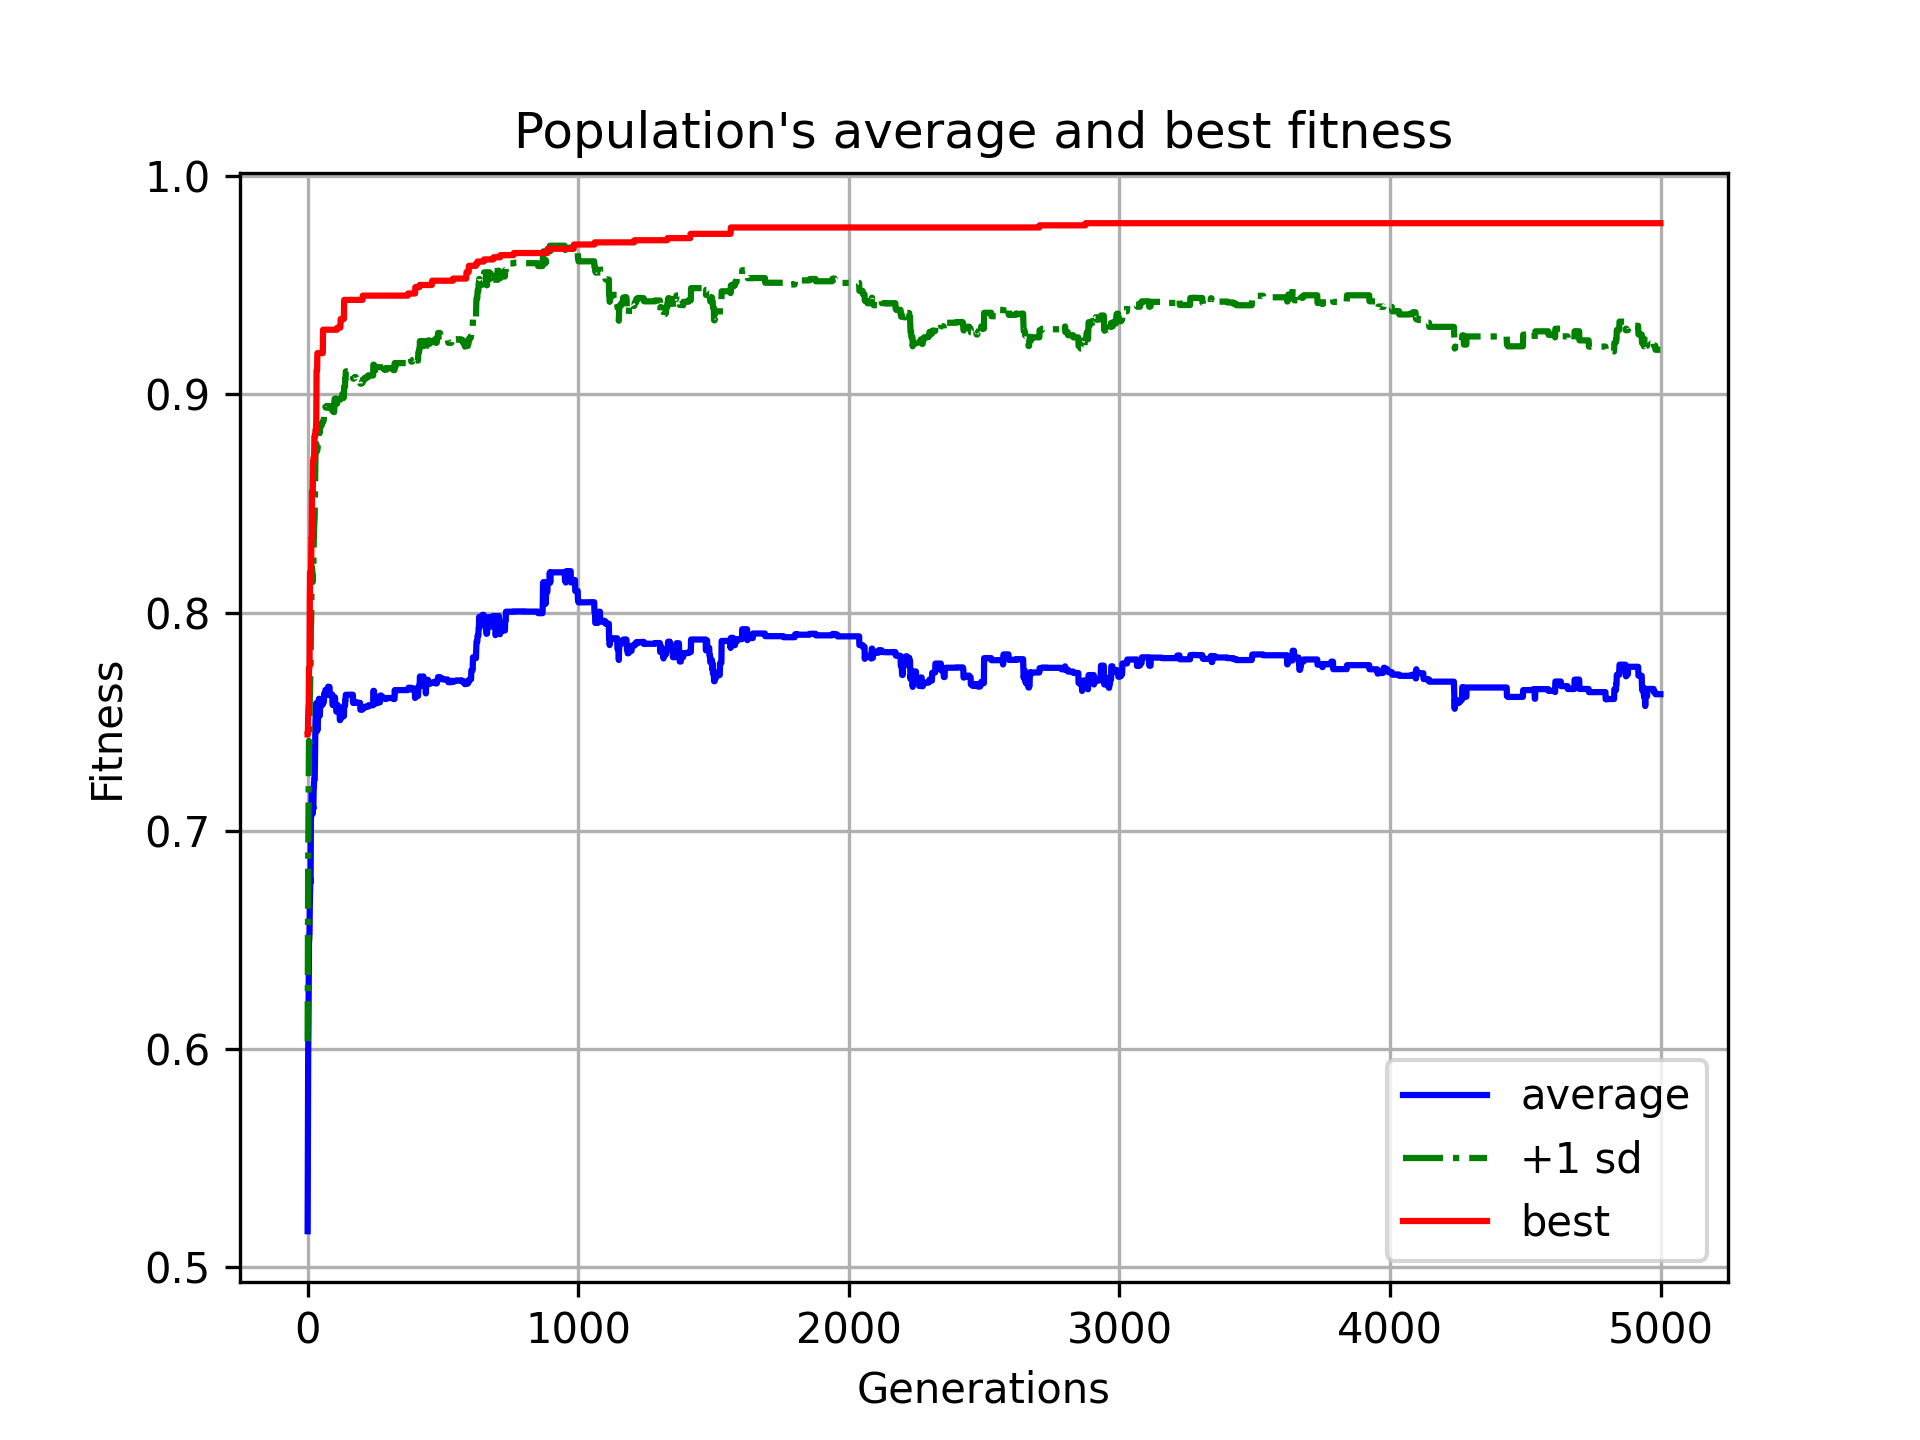 Population's average and best fitness
1.0
0.9
0.8
0.7
0.6
0.5
Fitness
0 1000 2000 3000 4000 5000
Generations
average
+1 sd
best